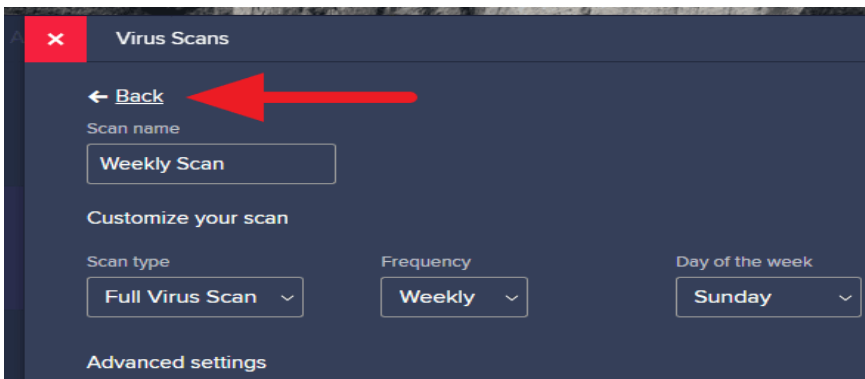 Virus Scans
Back
Scan name
Weekly Scan
Customize your scan
Scan type Frequency Day of the week
Full Virus Scan Weekly Sunday
Advanced settings